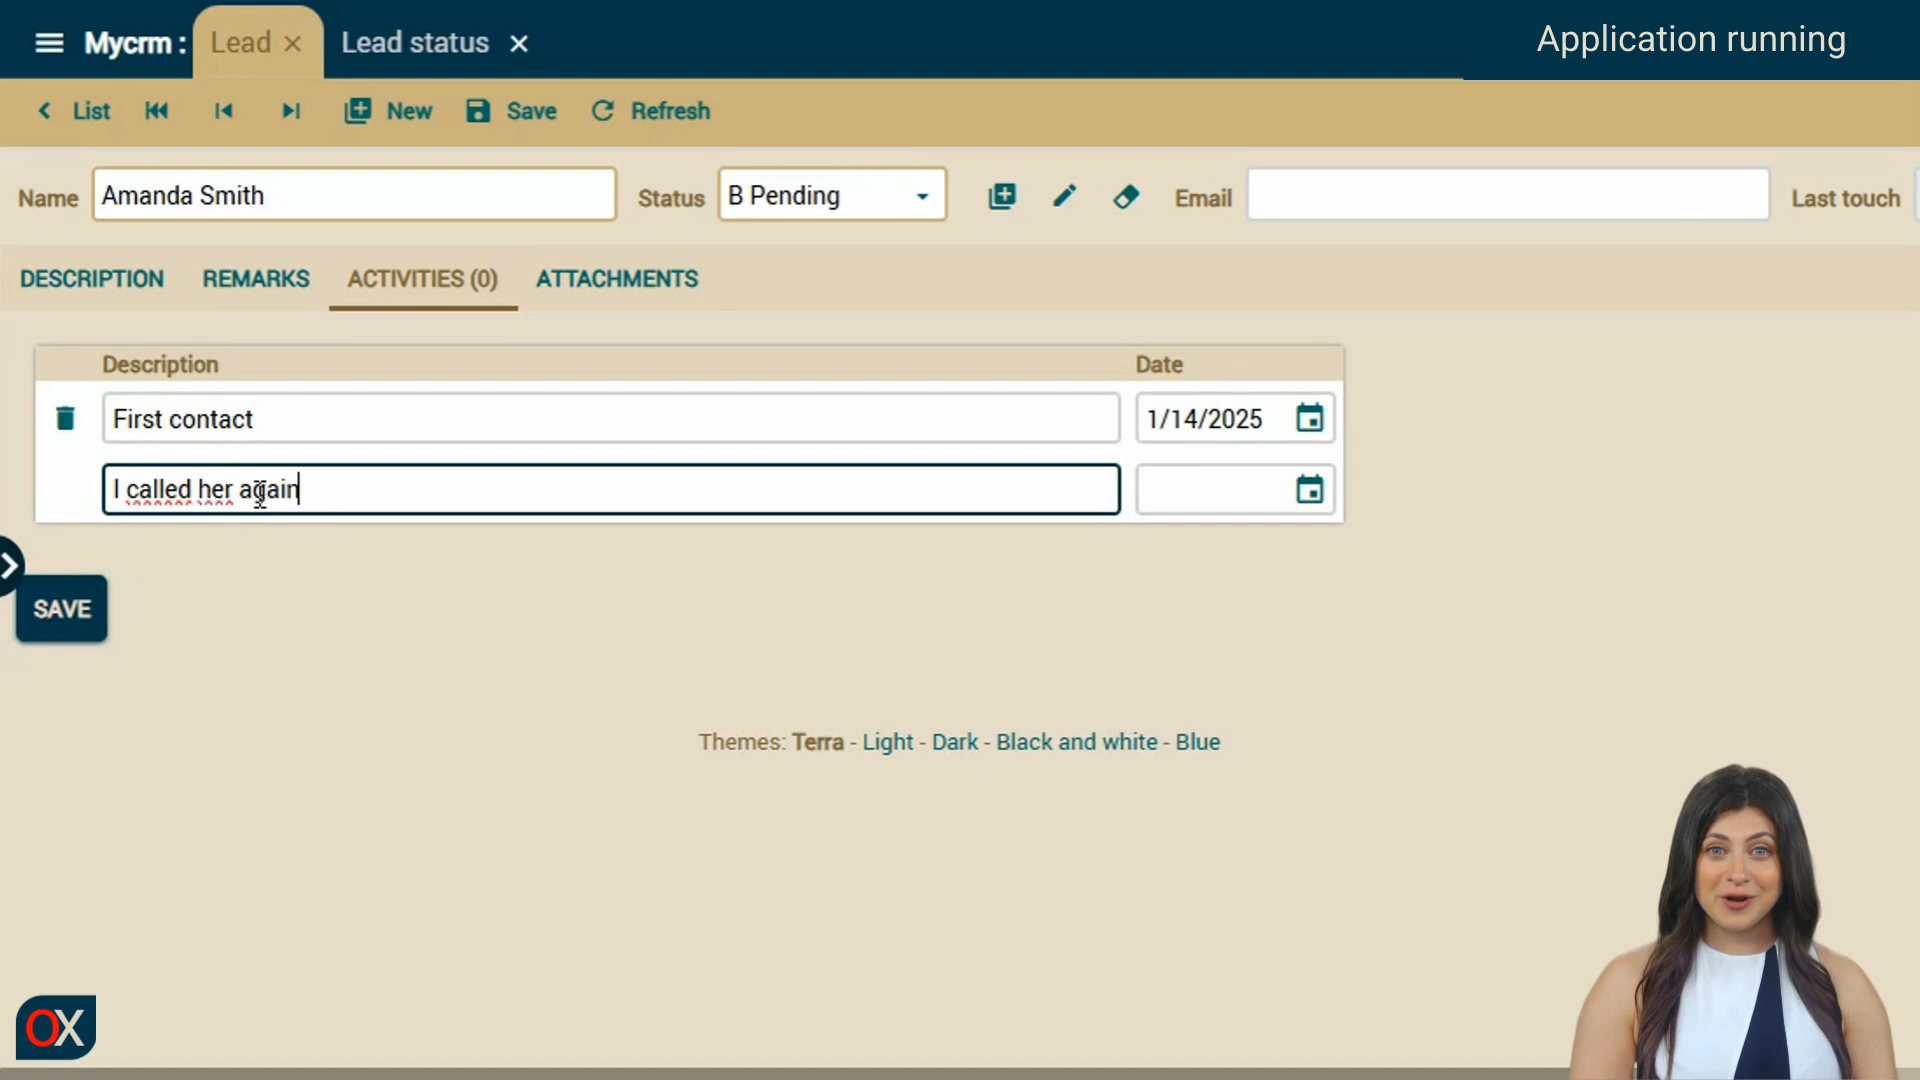 Mycrm : Lead Lead status Application running
List New Save Refresh
Name Amanda Smith Status B Pending Email Last touch
DESCRIPTION REMARKS ACTIVITIES (0) ATTACHMENTS
Description Date
First contact 1/14/2025
I called her again
SAVE
Themes: Terra - Light - Dark - Black and white - Blue
OX